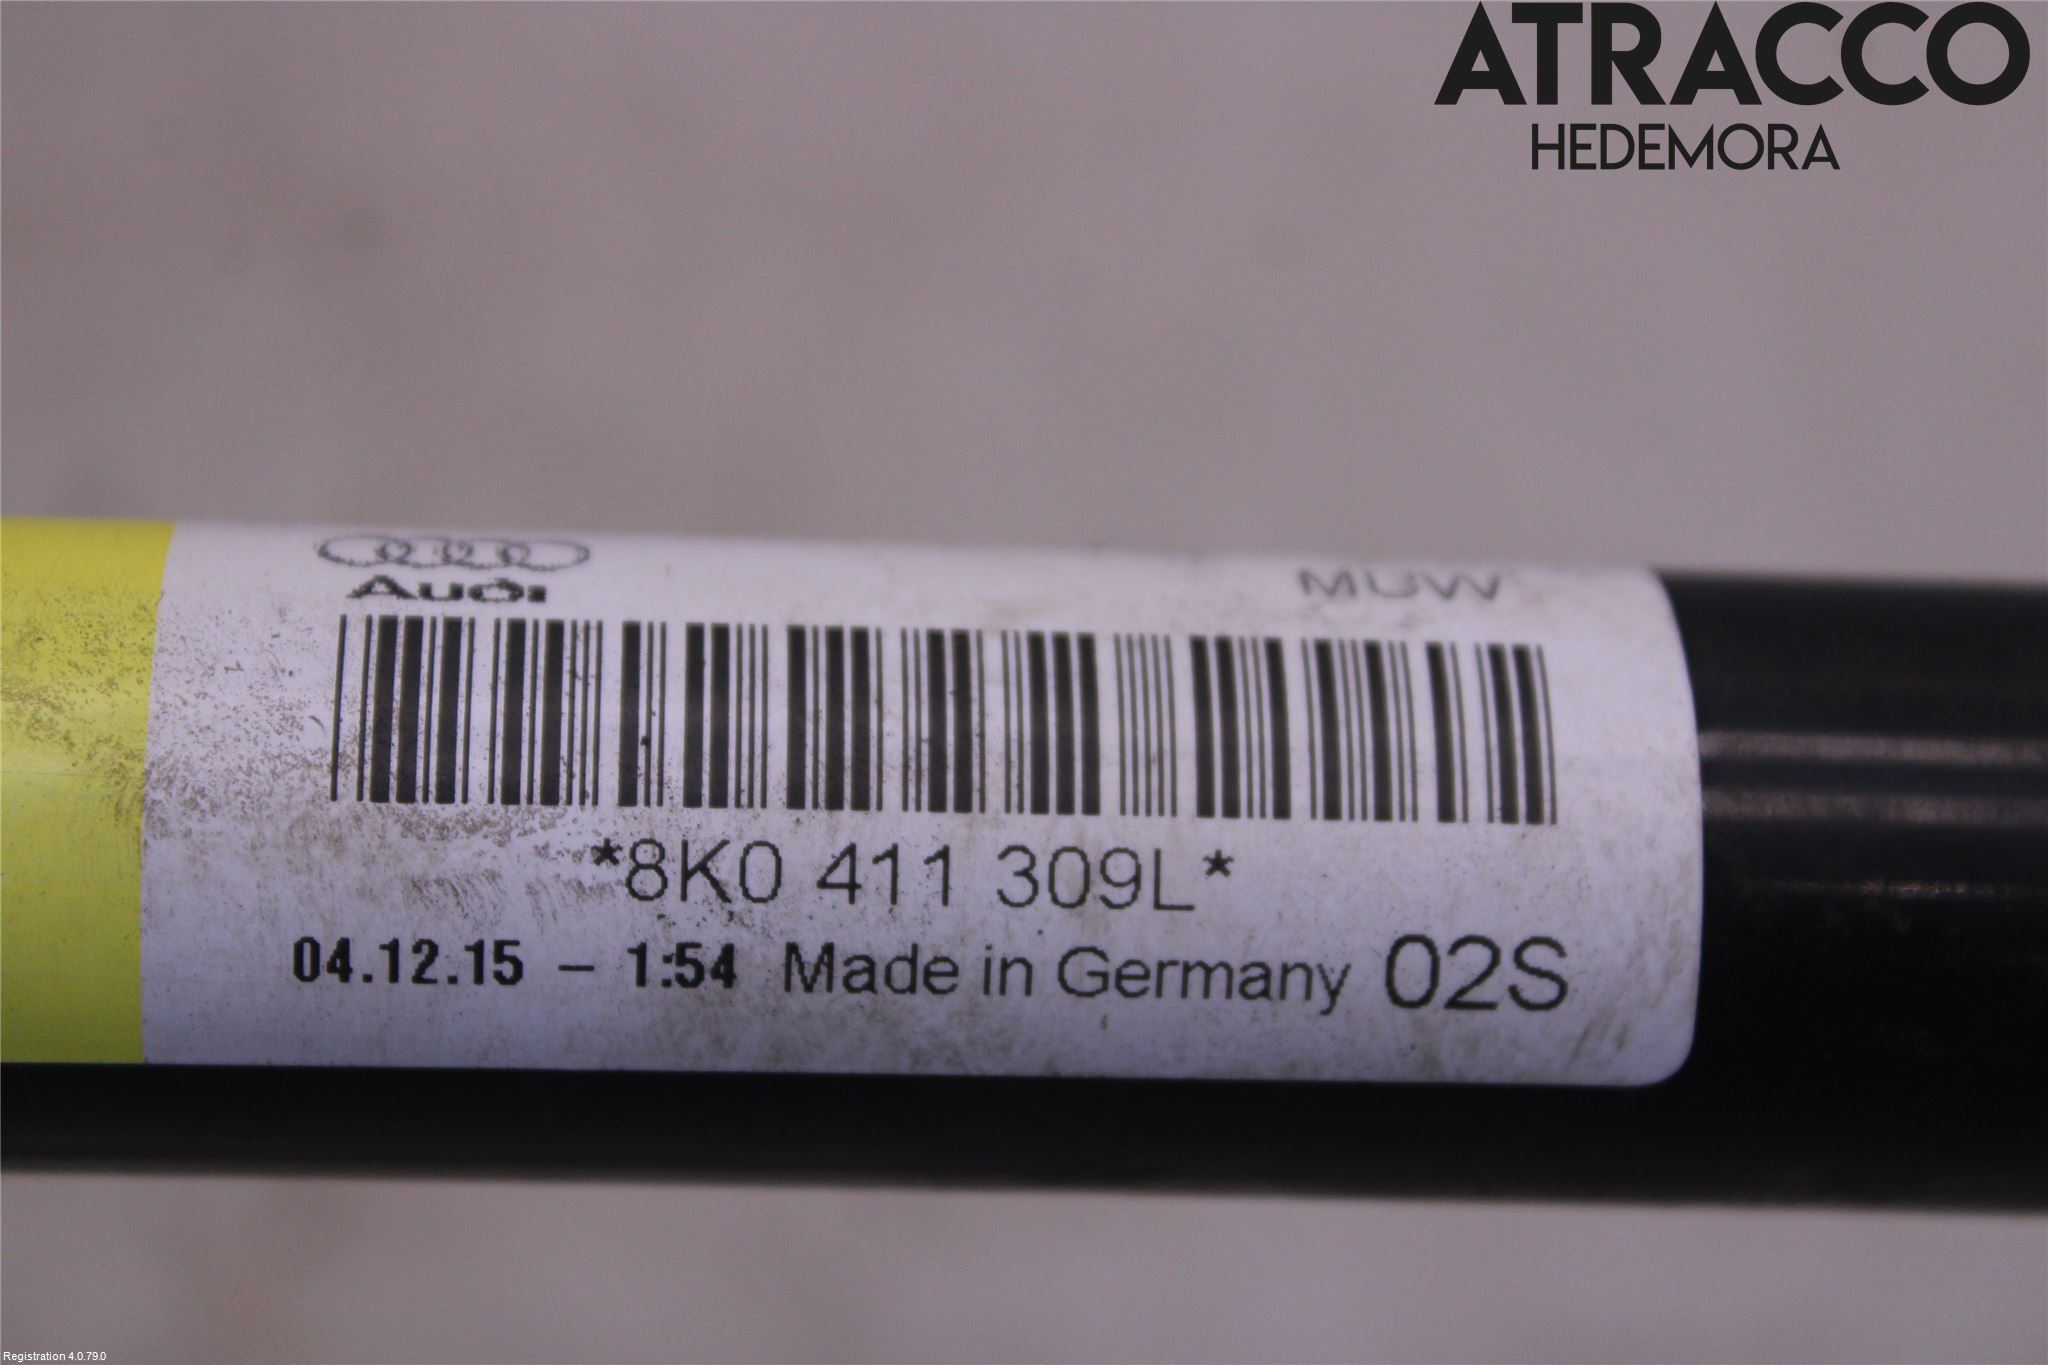 ATRACCO
HEDEMORA
Audi
*8K0 411 309L*
04.12.15 - 1:54 Made in Germany 02S
Registration 4.0.79.0